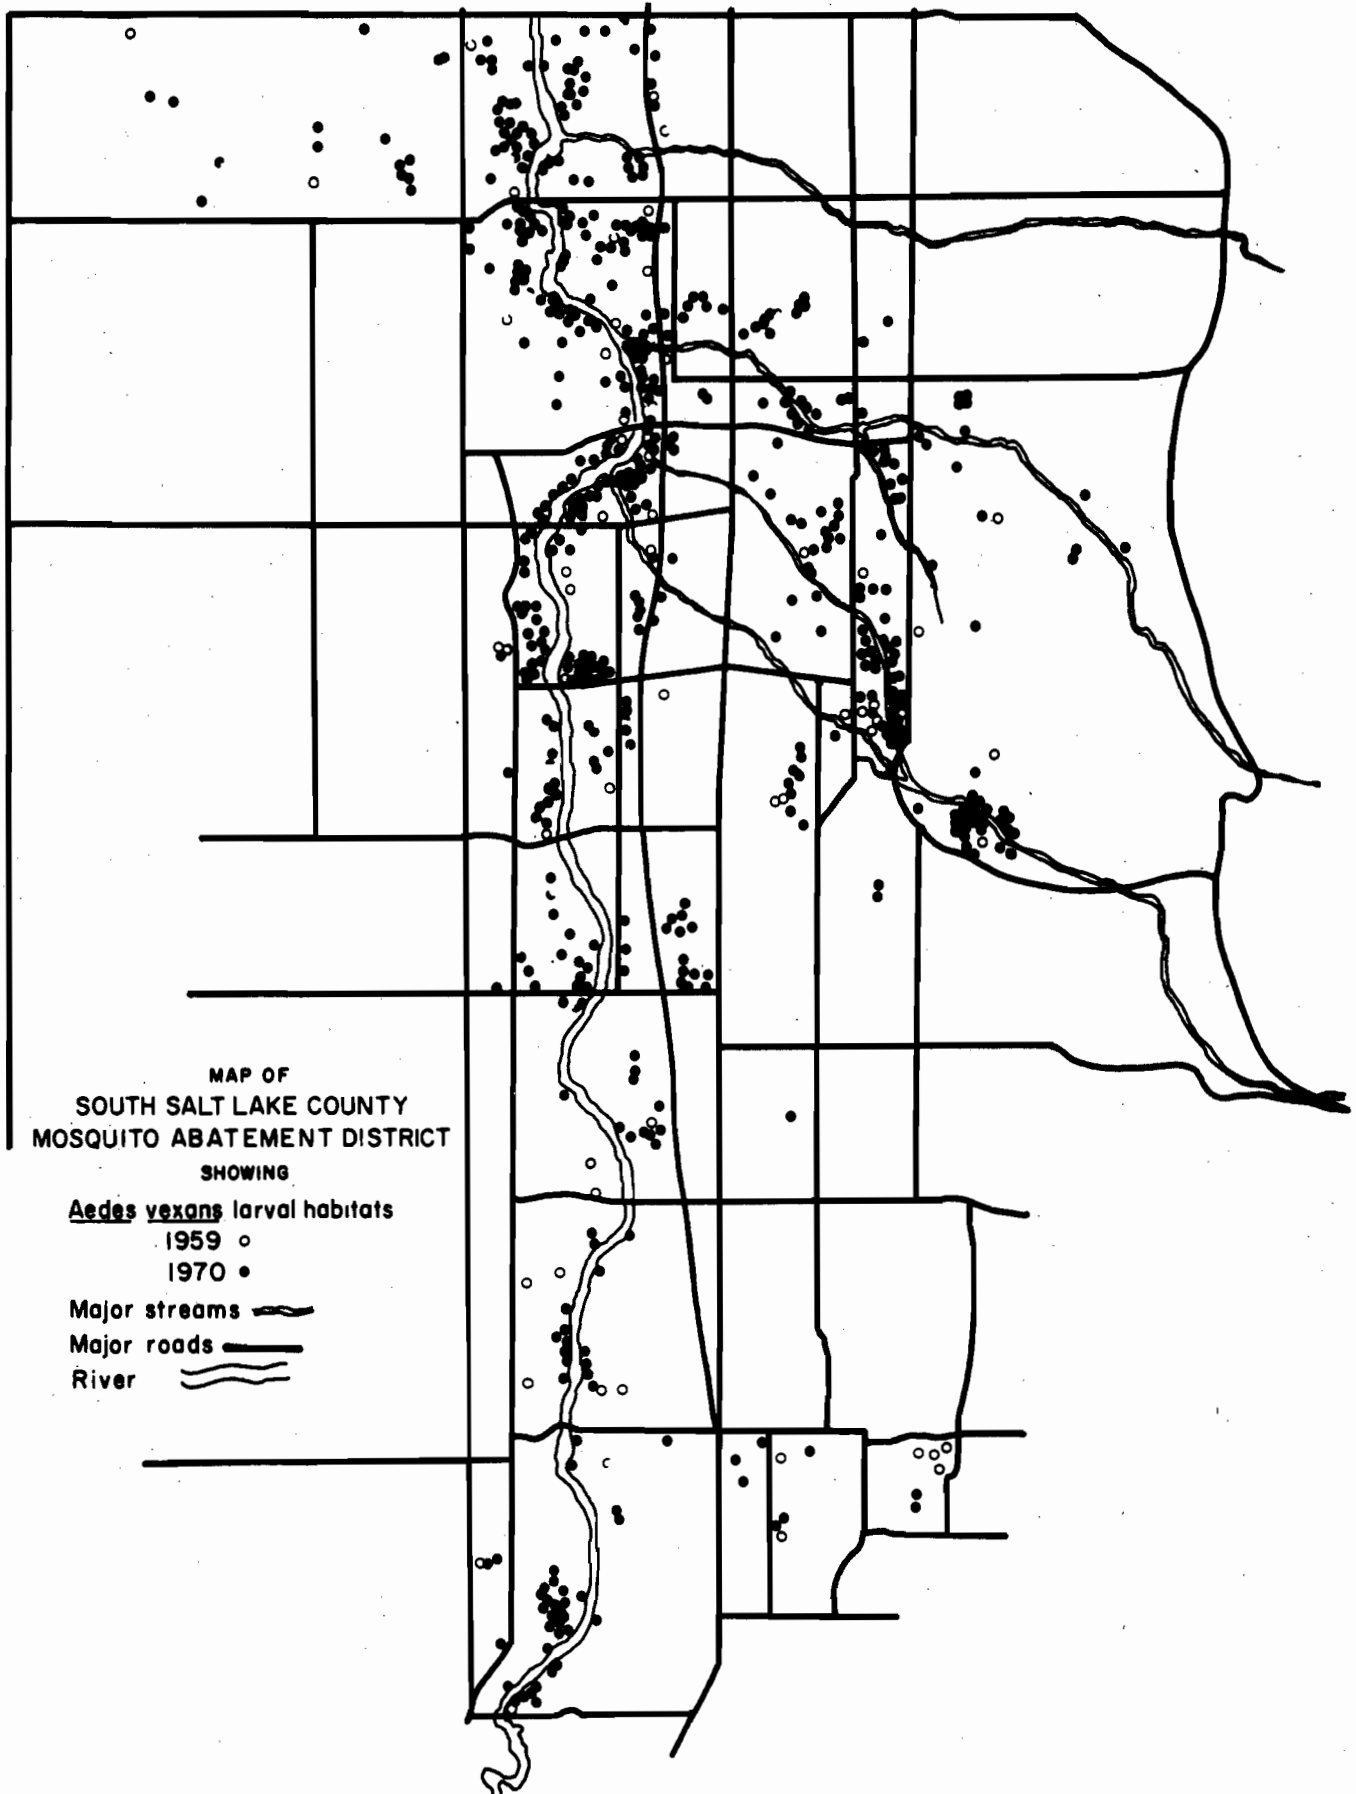 MAP OF
SOUTH SALT LAKE COUNTY
MOSQUITO ABATEMENT DISTRICT
SHOWING
Aedes vexans larval habitats
1959
1970
Major streams
Major roads
River